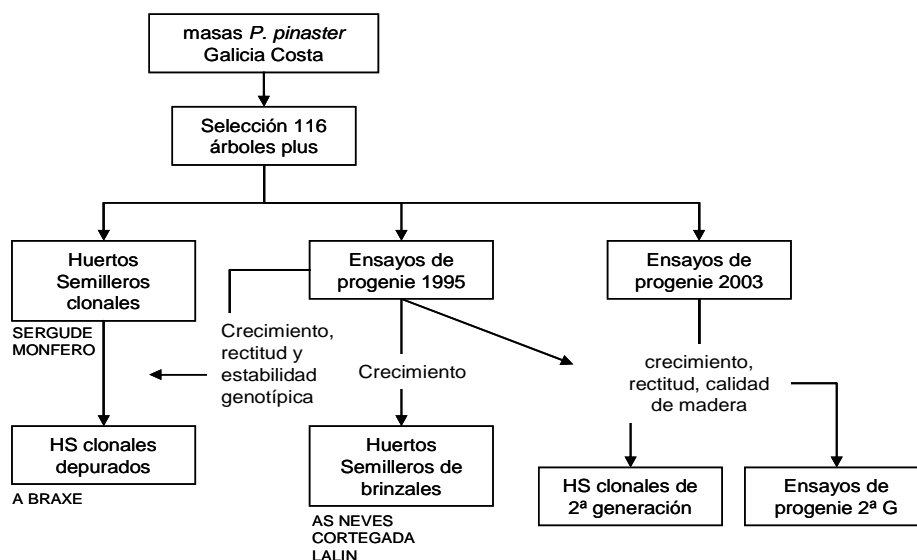 masas P. pinaster
Galicia Costa
Selección 116
árboles plus
Huertos
Semilleros
clonales
SERGUDE
MONFERO
Ensayos de
progenie 1995
Ensayos de
progenie 2003
Crecimiento,
rectitud y
estabilidad
genotípica
Crecimiento
crecimiento,
rectitud, calidad
de madera
HS clonales
depurados
A BRAXE
Huertos
Semilleros de
brinzales
AS NEVES
CORTEGADA
LALIN
HS clonales de
2ª generación
Ensayos de
progenie 2ª G